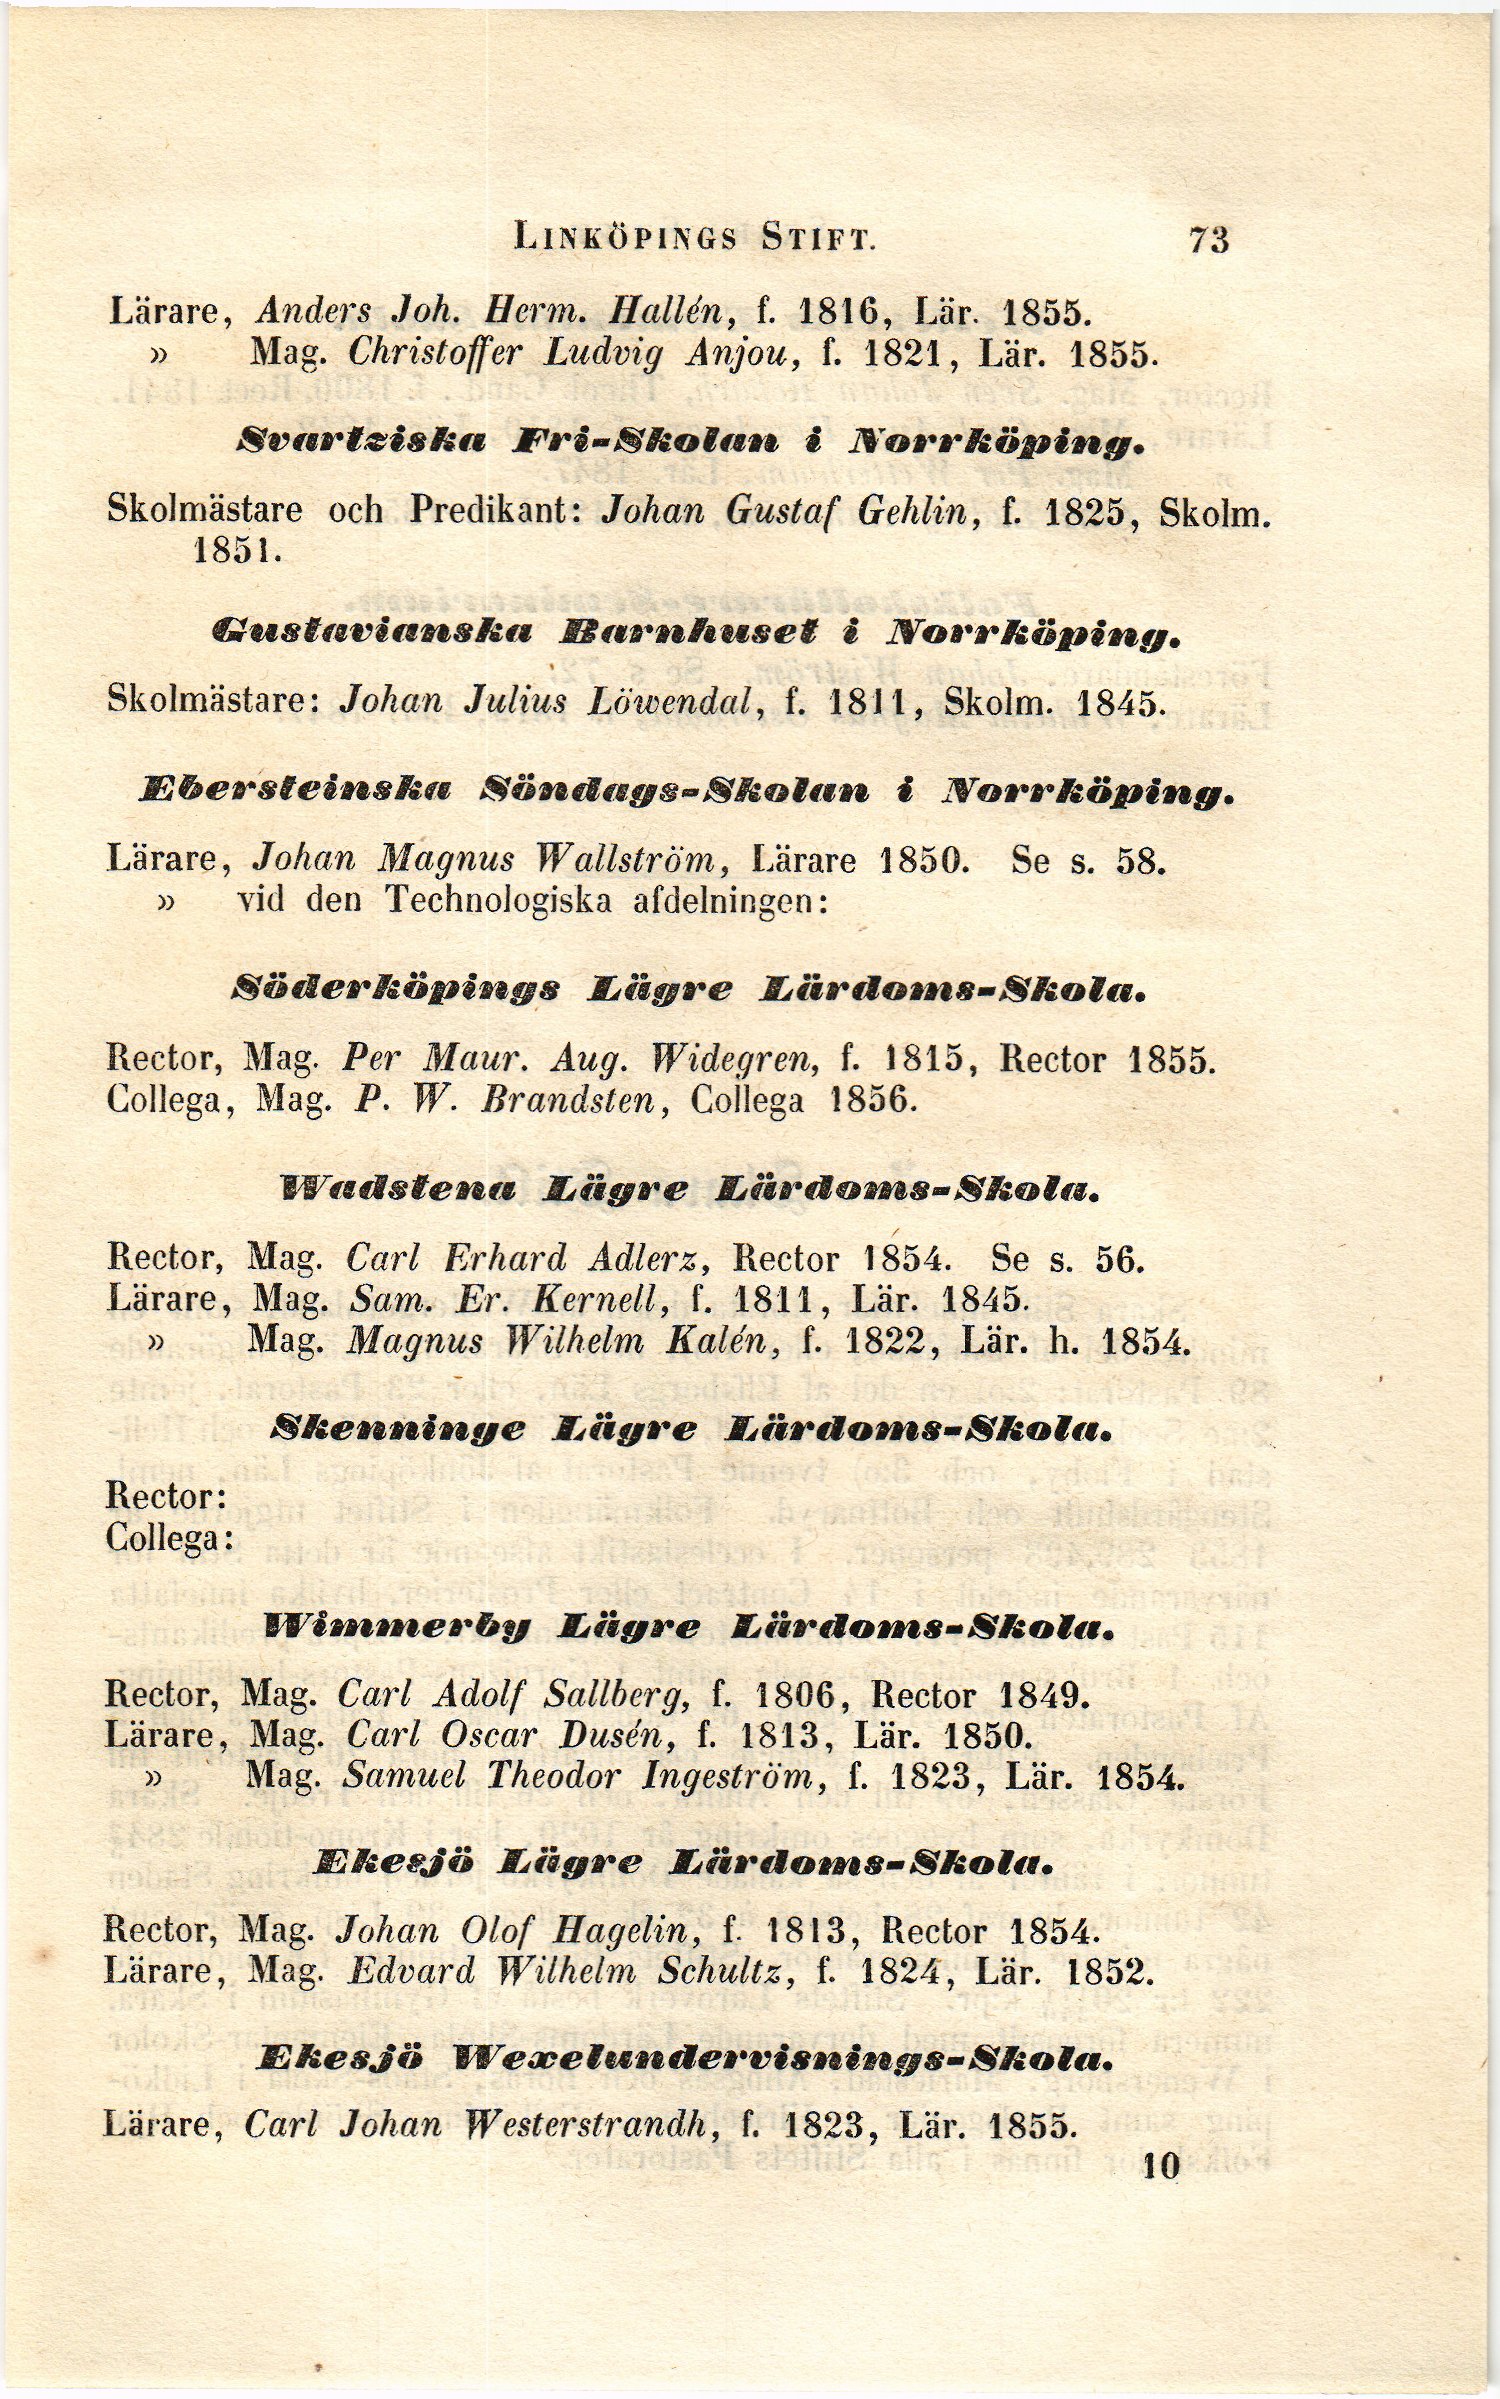 LINKÖPINGS STIFT. 73
Lärare, Anders Joh. Herm. Hallén, f. 1816, Lär. 1855.
» Mag. Christoffer Ludvig Anjou, f. 1821, Lär. 1855.
Svartziska Fri-Skolan i Norrköping.
Skolmästare och Predikant: Johan Gustaf Gehlin, f. 1825, Skolm.
1851.
Gustavianska Barnhuset i Norrköping.
Skolmästare: Johan Julius Löwendal, f. 1811, Skolm. 1845.
Ebersteinska Söndags-Skolan i Norrköping.
Lärare, Johan Magnus Wallström, Lärare 1850. Se s. 58.
» vid den Technologiska afdelningen:
Söderköpings Lägre Lärdoms-Skola.
Rector, Mag. Per Maur. Aug. Widegren, f. 1815, Rector 1855.
Collega, Mag. P. W. Brandsten, Collega 1856.
Wadstena Lägre Lärdoms-Skola.
Rector, Mag. Carl Erhard Adlerz, Rector 1854. Se s. 56.
Lärare, Mag. Sam. Er. Kernell, f. 1811, Lär. 1845.
» Mag. Magnus Wilhelm Kalén, f. 1822, Lär. h. 1854.
Skenninge Lägre Lärdoms-Skola.
Rector:
Collega:
Wimmerby Lägre Lärdoms-Skola.
Rector, Mag. Carl Adolf Sallberg, f. 1806, Rector 1849.
Lärare, Mag. Carl Oscar Dusén, f. 1813, Lär. 1850.
» Mag. Samuel Theodor Ingeström, f. 1823, Lär. 1854.
Ekesjö Lägre Lärdoms-Skola.
Rector, Mag. Johan Olof Hagelin, f. 1813, Rector 1854.
Lärare, Mag. Edvard Wilhelm Schultz, f. 1824, Lär. 1852.
Ekesjö Wexelundervisnings-Skola.
Lärare, Carl Johan Westerstrandh, f. 1823, Lär. 1855.
10